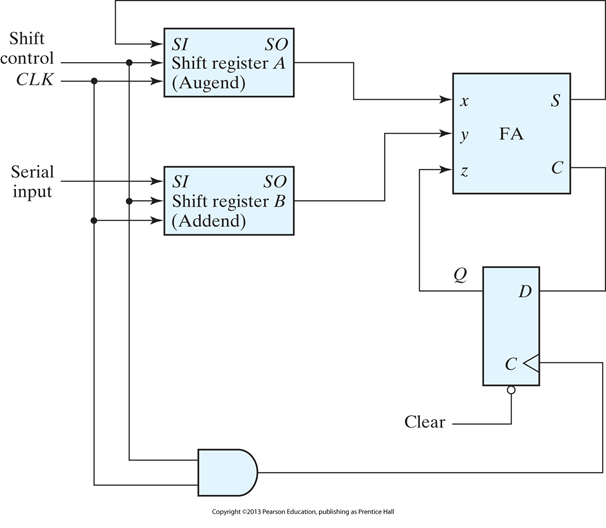 Shift
control
CLK
SI SO
Shift register A
(Augend)
x S
y FA
z C
Serial
input
SI SO
Shift register B
(Addend)
Q
D
C
Clear
Copyright ©2013 Pearson Education, publishing as Prentice Hall